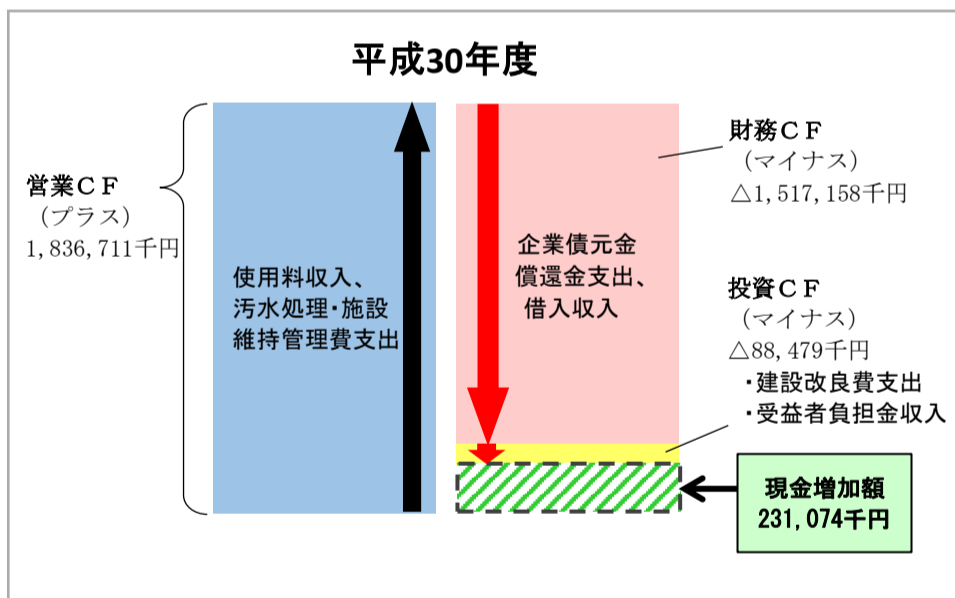 平成30年度
営業ＣＦ
（プラス）
1,836,711千円
使用料収入、
汚水処理・施設
維持管理費支出
企業債元金
償還金支出、
借入収入
財務ＣＦ
（マイナス）
△1,517,158千円
投資ＣＦ
（マイナス）
△88,479千円
・建設改良費支出
・受益者負担金収入
現金増加額
231,074千円